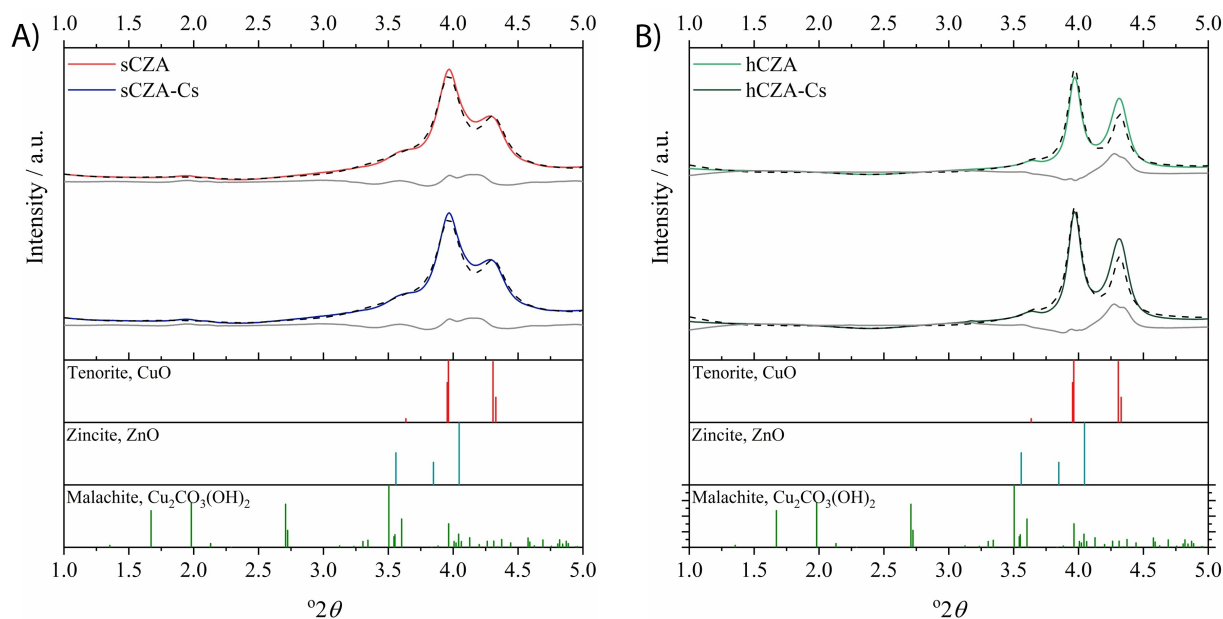 A)
1.0 1.5 2.0 2.5 3.0 3.5 4.0 4.5 5.0
sCZA
sCZA-Cs
Intensity / a.u.
Tenorite, CuO
Zincite, ZnO
Malachite, Cu₂CO₃(OH)₂
1.0 1.5 2.0 2.5 3.0 3.5 4.0 4.5 5.0
º2θ
B)
1.0 1.5 2.0 2.5 3.0 3.5 4.0 4.5 5.0
hCZA
hCZA-Cs
Intensity / a.u.
Tenorite, CuO
Zincite, ZnO
Malachite, Cu₂CO₃(OH)₂
1.0 1.5 2.0 2.5 3.0 3.5 4.0 4.5 5.0
º2θ